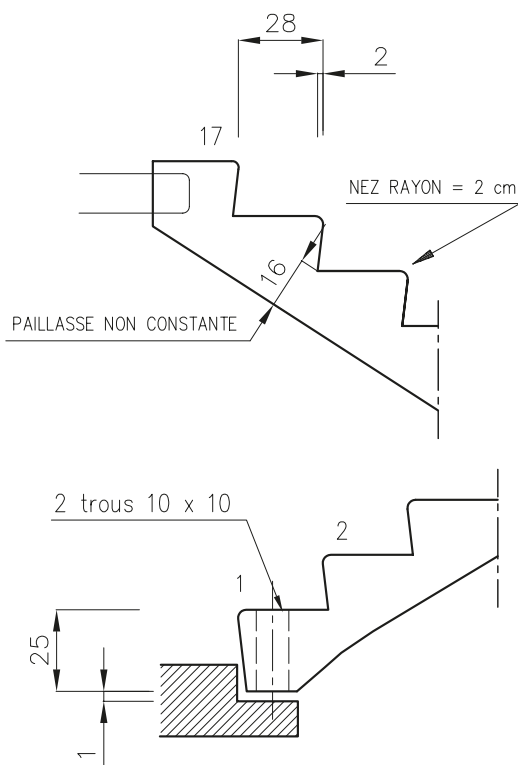 28
2
17
NEZ RAYON = 2 cm
16
PAILLASSE NON CONSTANTE
2 trous 10 x 10
2
1
25
1